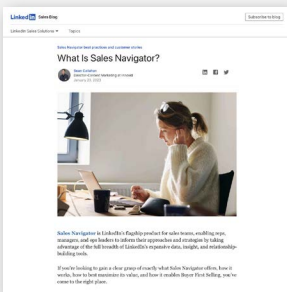 LinkedIn Sales Blog
Subscribe to blog
LinkedIn Sales Solutions
Topics
Sales Navigator best practices and customer stories
What Is Sales Navigator?
Sean Callahan
January 20, 2023
Sales Navigator is LinkedIn's flagship product for sales teams, enabling reps,
managers, and ops leaders to inform their approaches and strategies by taking
advantage of the full breadth of LinkedIn's expansive data, insight, and relationship-
building tools.
If you're looking to gain a clear grasp of exactly what Sales Navigator offers, how it
works, how to best maximize its value, and how it enables Buyer First Selling, you've
come to the right place.